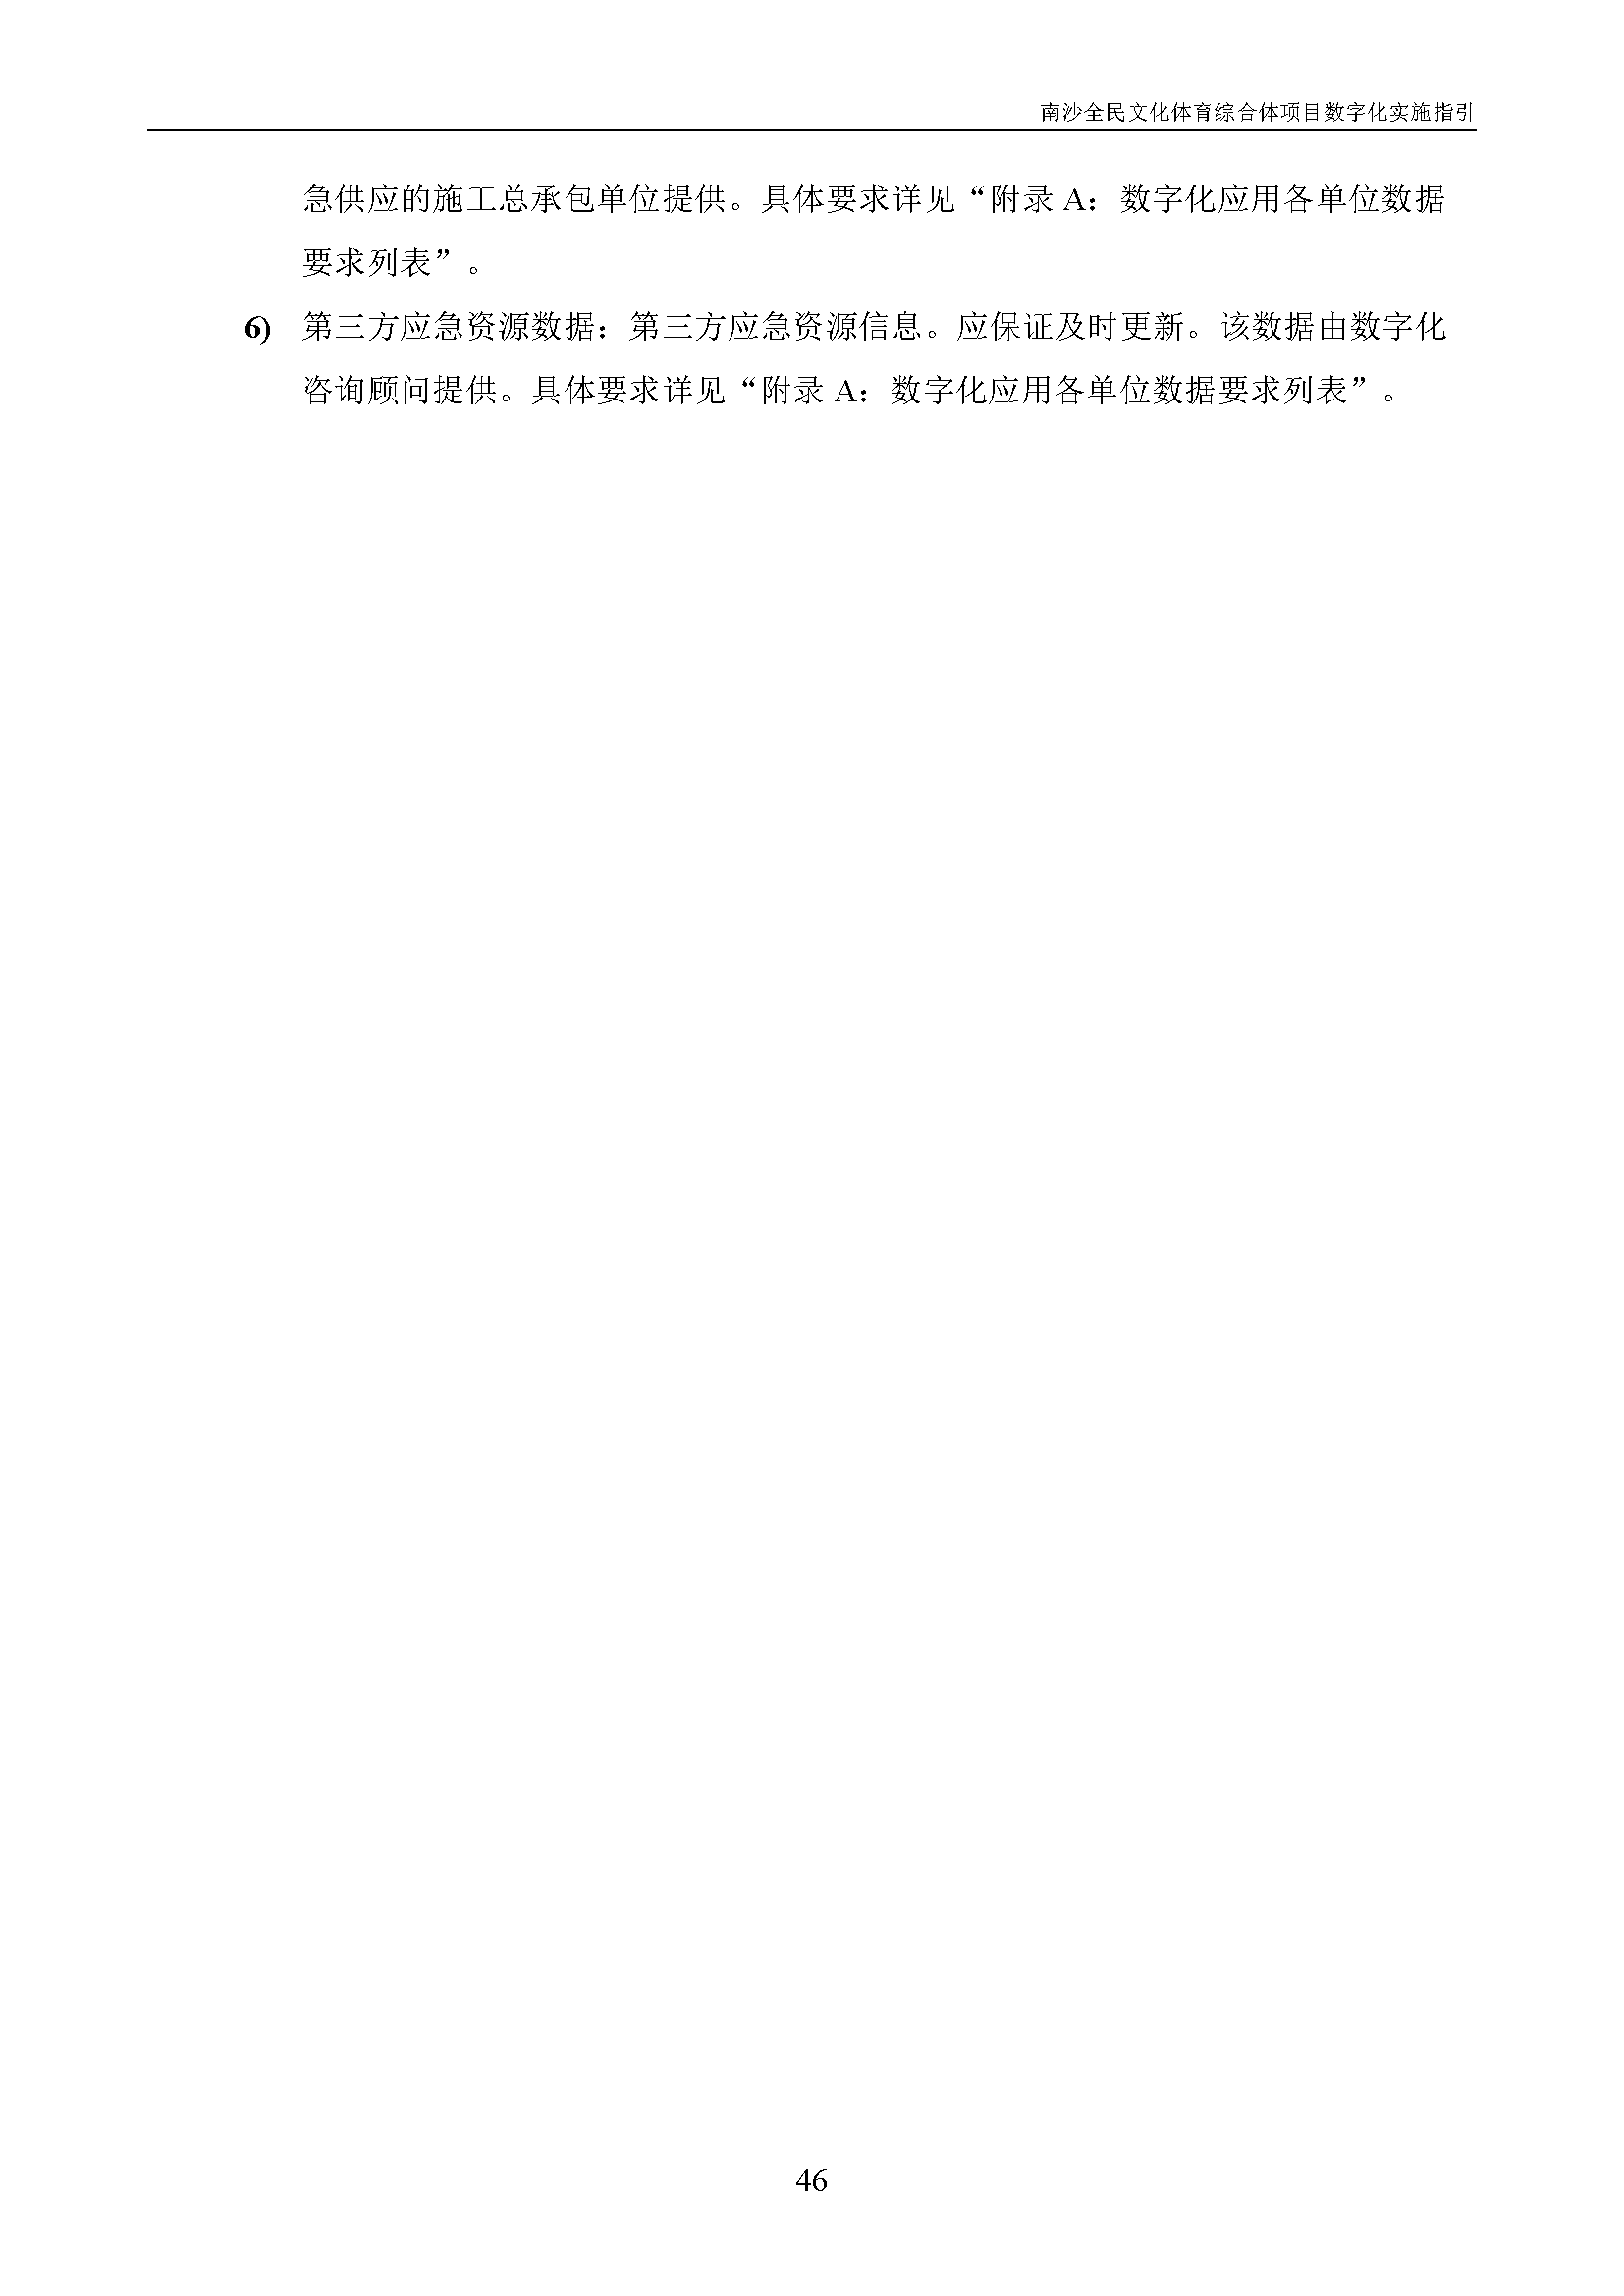 南沙全民文化体育综合体项目数字化实施指引
急供应的施工总承包单位提供。具体要求详见“附录 A：数字化应用各单位数据
要求列表”。
6) 第三方应急资源数据：第三方应急资源信息。应保证及时更新。该数据由数字化
咨询顾问提供。具体要求详见“附录 A：数字化应用各单位数据要求列表”。
46